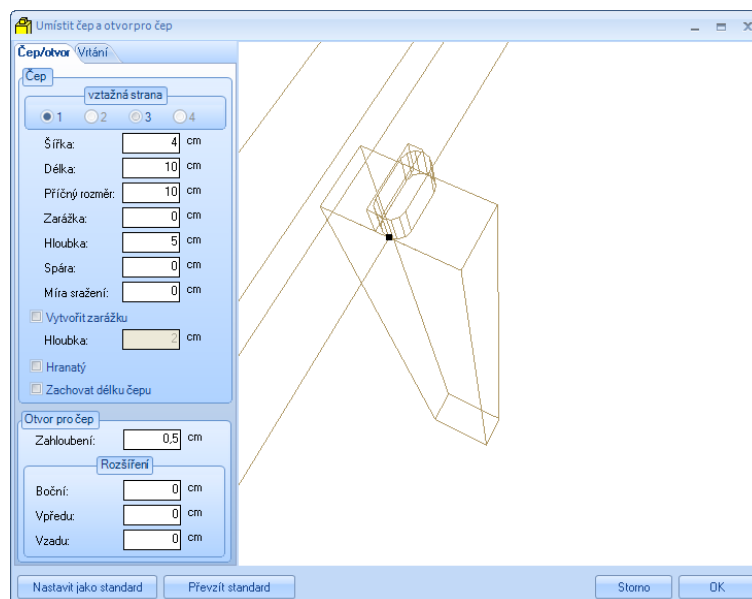 Umístit čep a otvor pro čep
Čep/otvor Vrtání
Čep
vztažná strana
1 2 3 4
Šířka: 4 cm
Délka: 10 cm
Příčný rozměr: 10 cm
Zarážka: 0 cm
Hloubka: 5 cm
Spára: 0 cm
Míra sražení: 0 cm
Vytvořit zarážku
Hloubka: 2 cm
Hranatý
Zachovat délku čepu
Otvor pro čep
Zahloubení: 0,5 cm
Rozšíření
Boční: 0 cm
Vpředu: 0 cm
Vzadu: 0 cm
Nastavit jako standard Převzít standard Storno OK